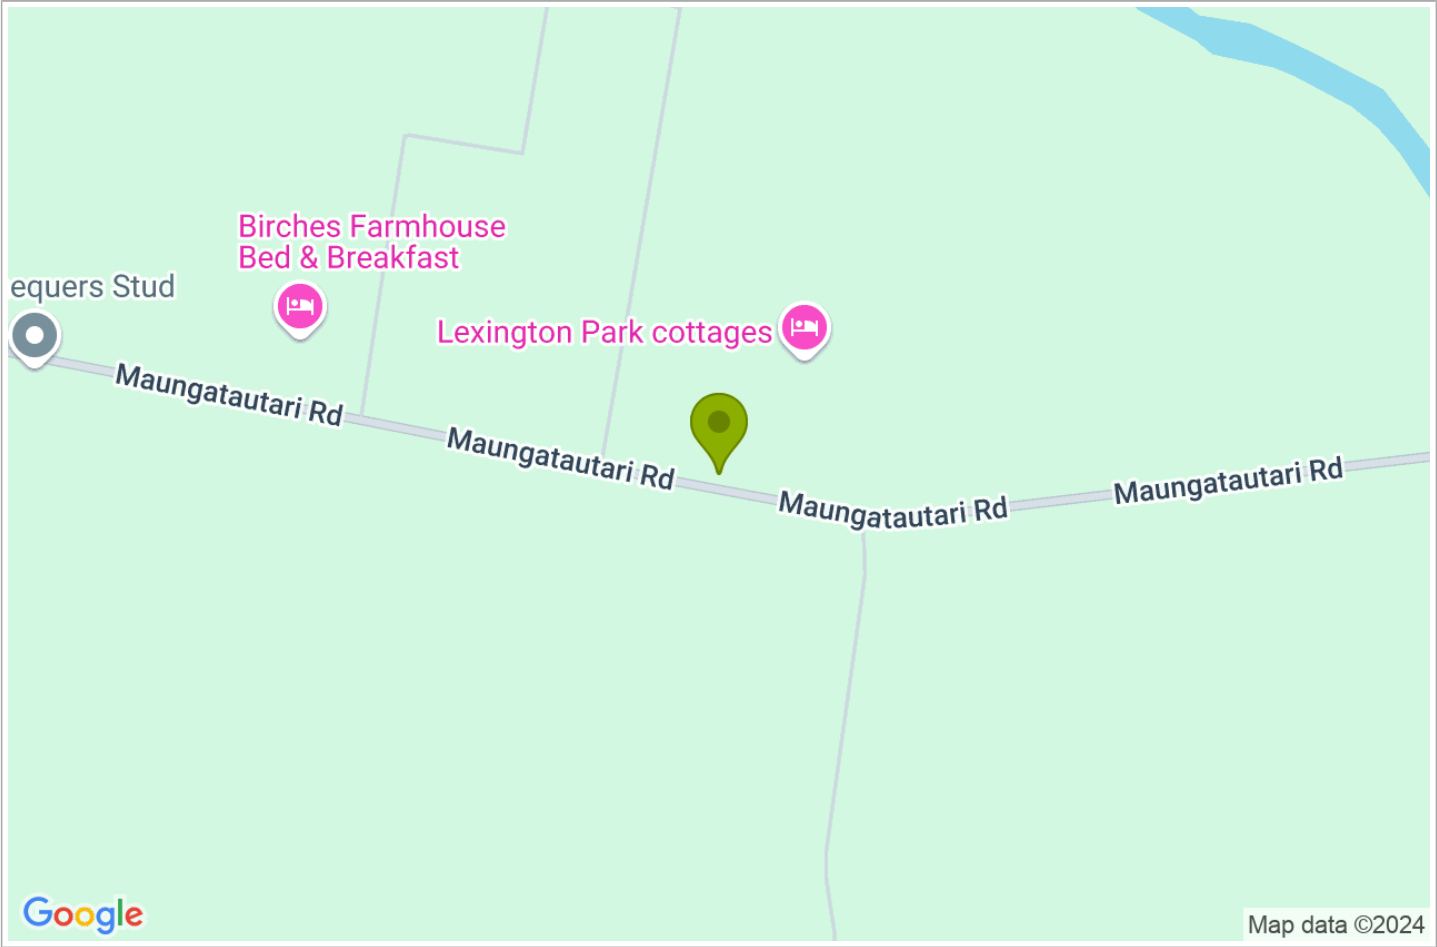 Birches Farmhouse
Bed & Breakfast
equers Stud
Lexington Park cottages
Maungatautari Rd
Maungatautari Rd
Maungatautari Rd
Maungatautari Rd
Google
Map data ©2024